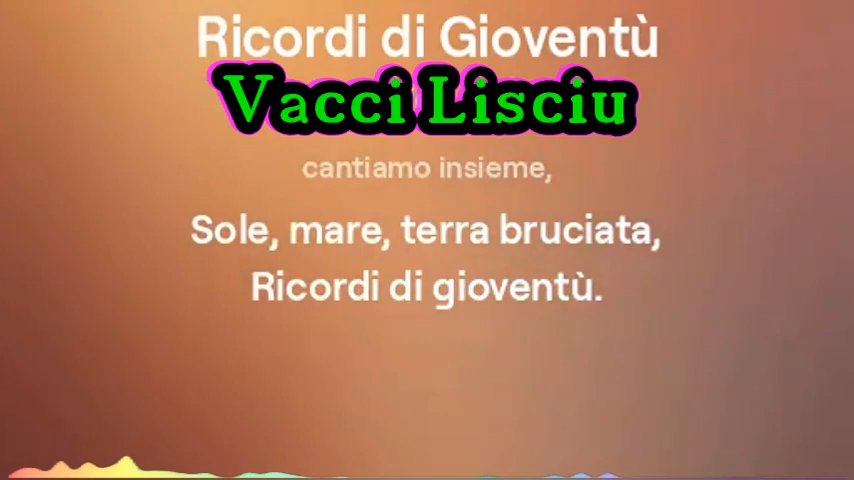 Ricordi di Gioventù
Vacci Lisciu
cantiamo insieme,
Sole, mare, terra bruciata,
Ricordi di gioventù.